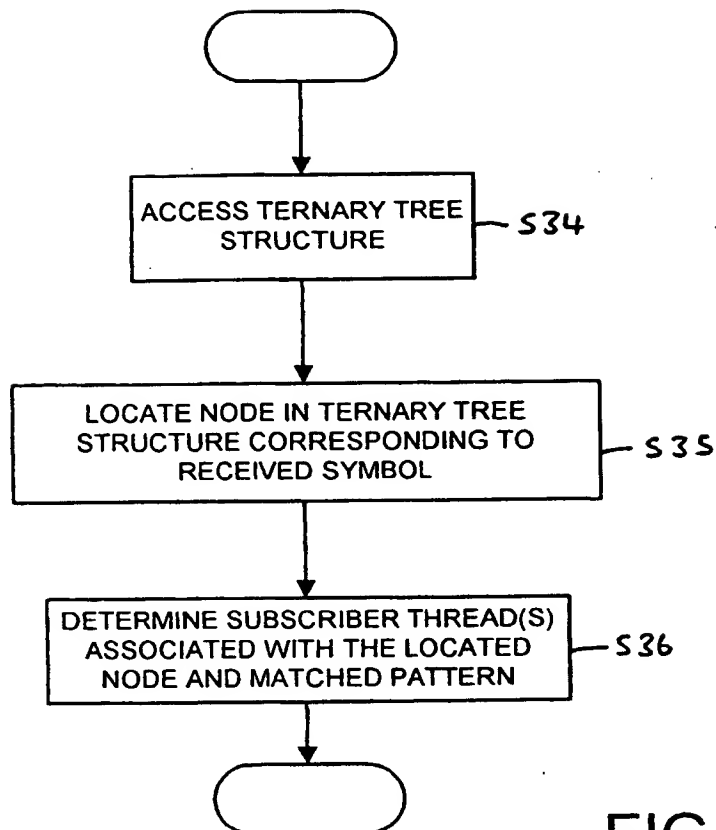 ACCESS TERNARY TREE
STRUCTURE
S34
LOCATE NODE IN TERNARY TREE
STRUCTURE CORRESPONDING TO
RECEIVED SYMBOL
S35
DETERMINE SUBSCRIBER THREAD(S)
ASSOCIATED WITH THE LOCATED
NODE AND MATCHED PATTERN
S36
FIG